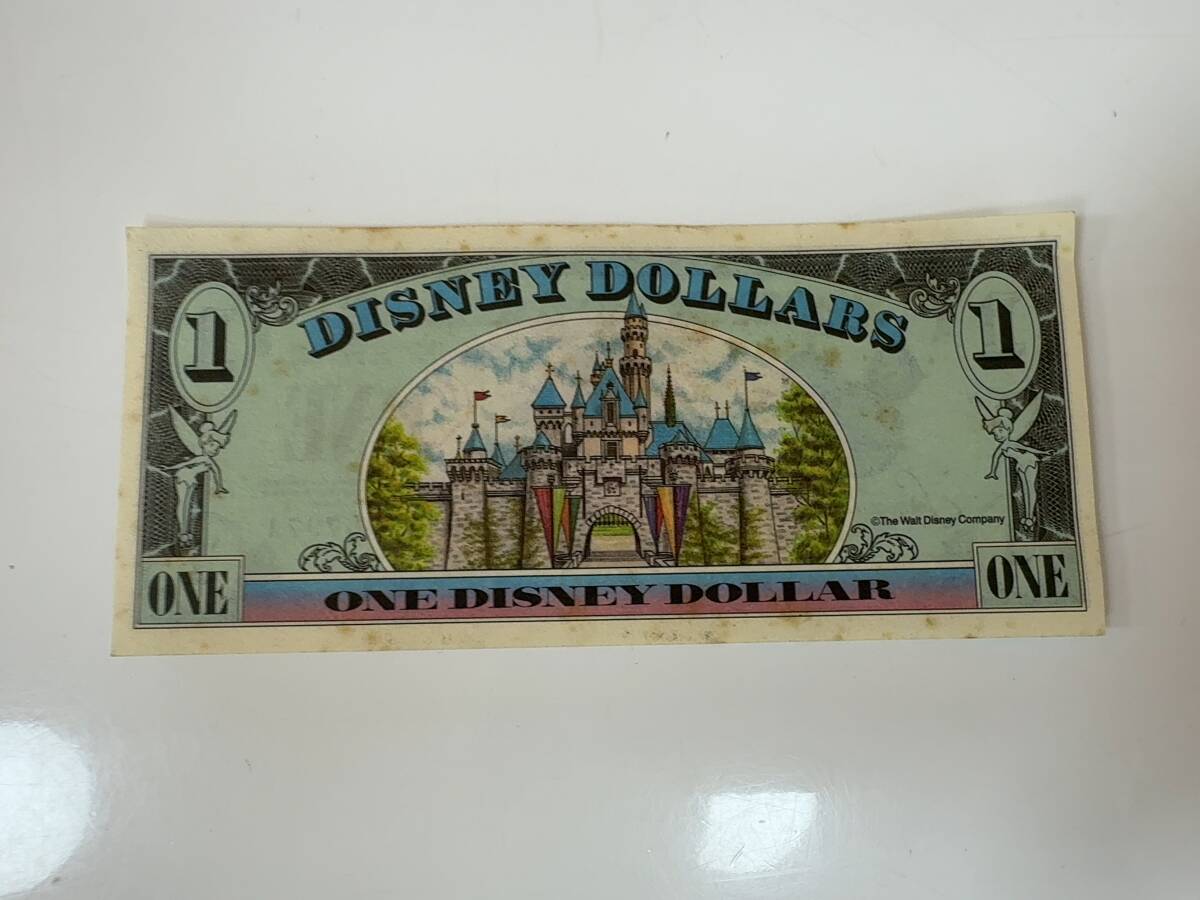 DISNEY DOLLARS
1
1
©The Walt Disney Company
ONE
ONE DISNEY DOLLAR
ONE